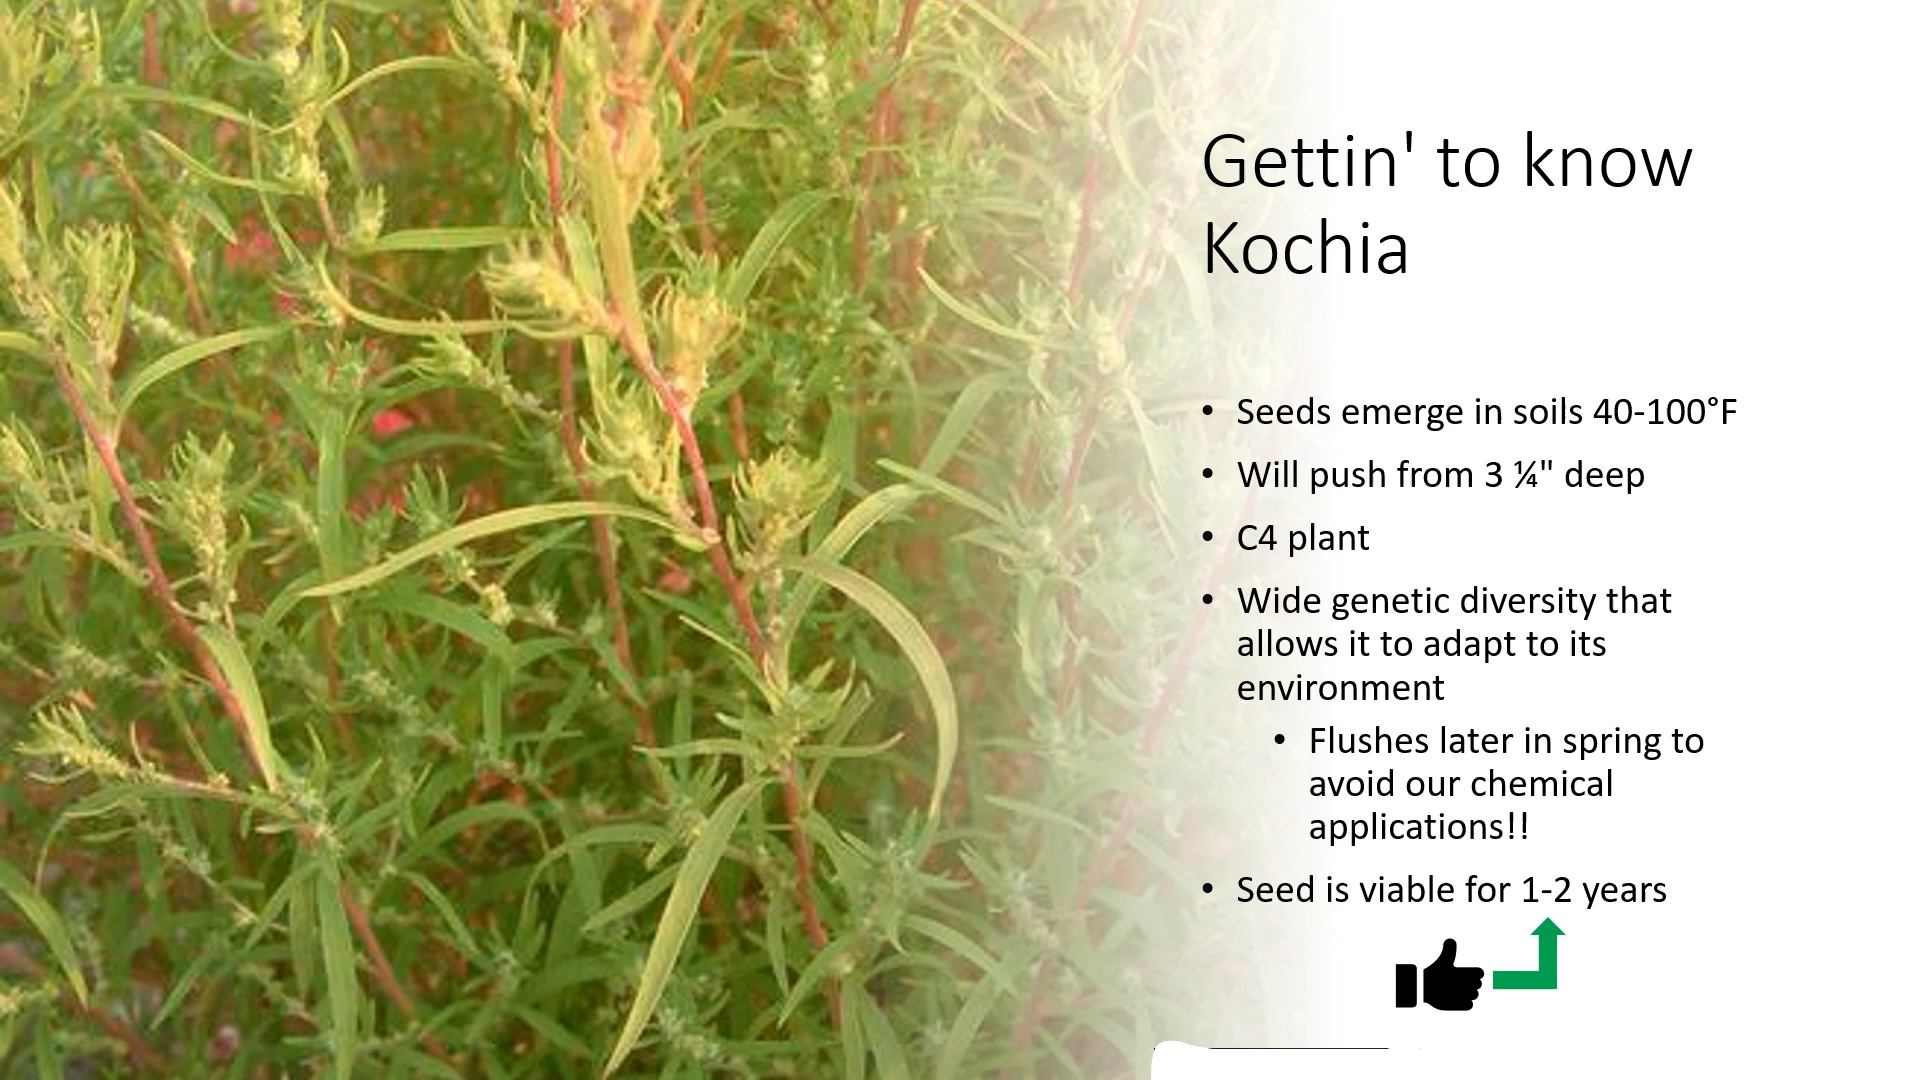 Gettin' to know
Kochia
• Seeds emerge in soils 40-100°F
• Will push from 3 ¼" deep
• C4 plant
• Wide genetic diversity that
allows it to adapt to its
environment
• Flushes later in spring to
avoid our chemical
applications!!
• Seed is viable for 1-2 years